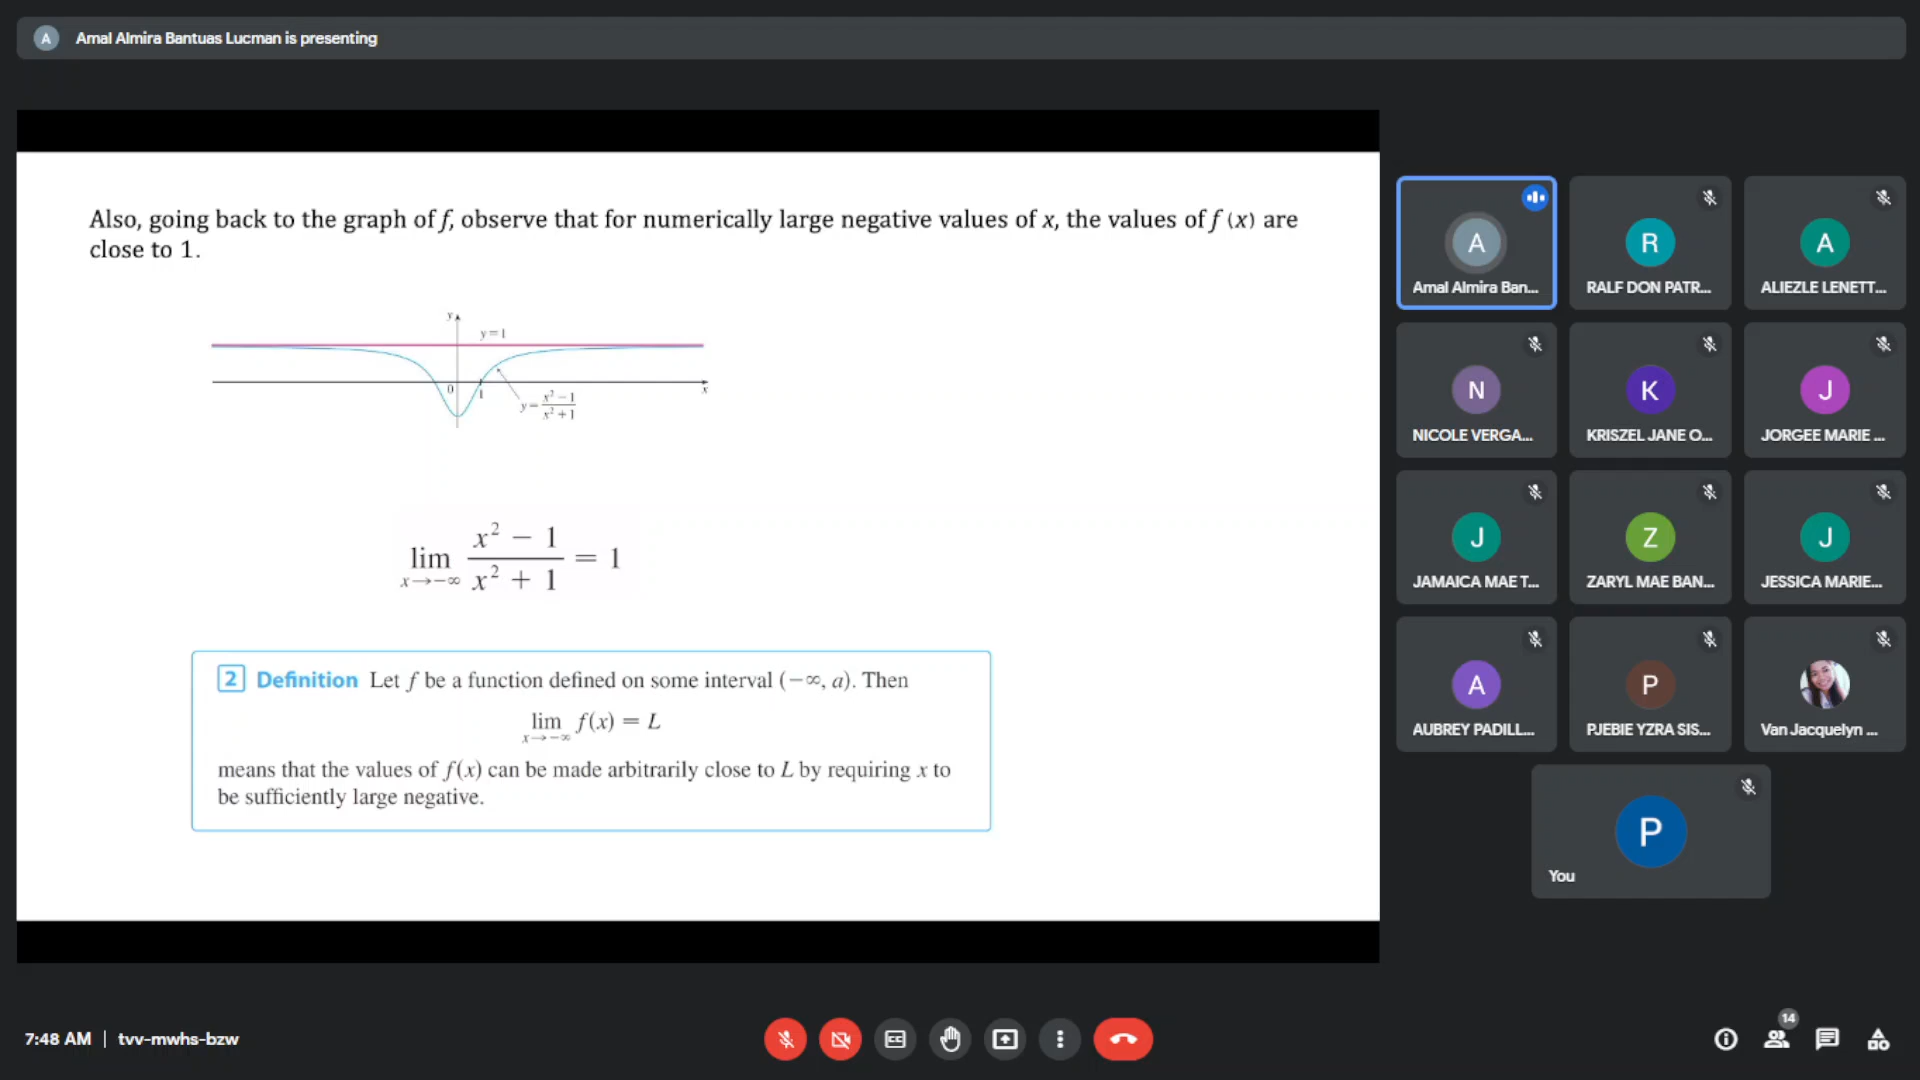 A Amal Almira Bantuas Lucman is presenting
Also, going back to the graph of f, observe that for numerically large negative values of x, the values of f (x) are
close to 1.
y
y = 1
0
1
x
y = x² − 1 / x² + 1
lim x→−∞ x² − 1 / x² + 1 = 1
2 Definition Let f be a function defined on some interval (−∞, a). Then
lim x→−∞ f(x) = L
means that the values of f(x) can be made arbitrarily close to L by requiring x to
be sufficiently large negative.
A
Amal Almira Ban...
R
RALF DON PATR...
A
ALIEZLE LENETT...
N
NICOLE VERGA...
K
KRISZEL JANE O...
J
JORGEE MARIE ...
J
JAMAICA MAE T...
Z
ZARYL MAE BAN...
J
JESSICA MARIE...
A
AUBREY PADILL...
P
PJEBIE YZRA SIS...
Van Jacquelyn ...
P
You
7:48 AM | tvv-mwhs-bzw
CC
14